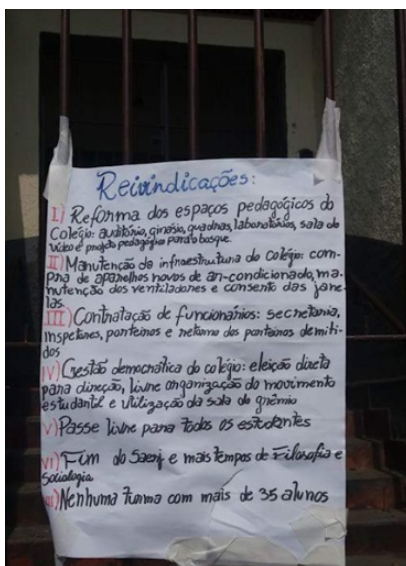 Reivindicações:
I) Reforma dos espaços pedagógicos do
Colégio: auditório, ginásio, quadras, laboratórios, sala de
vídeo e projeto pedagógico para o bosque.
II) Manutenção da infraestrutura do colégio: com-
pra de aparelhos novos de ar-condicionado, ma-
nutenção dos ventiladores e conserto das jane-
las.
III) Contratação de funcionários: secretaria,
inspetores, porteiros e retorno dos porteiros demiti-
dos
IV) Gestão democrática do colégio: eleição direta
para direção, livre organização do movimento
estudantil e utilização da sala do grêmio
V) Passe livre para todos os estudantes
VI) Fim do Saerj e mais tempos de Filosofia e
Sociologia
VII) Nenhuma turma com mais de 35 alunos